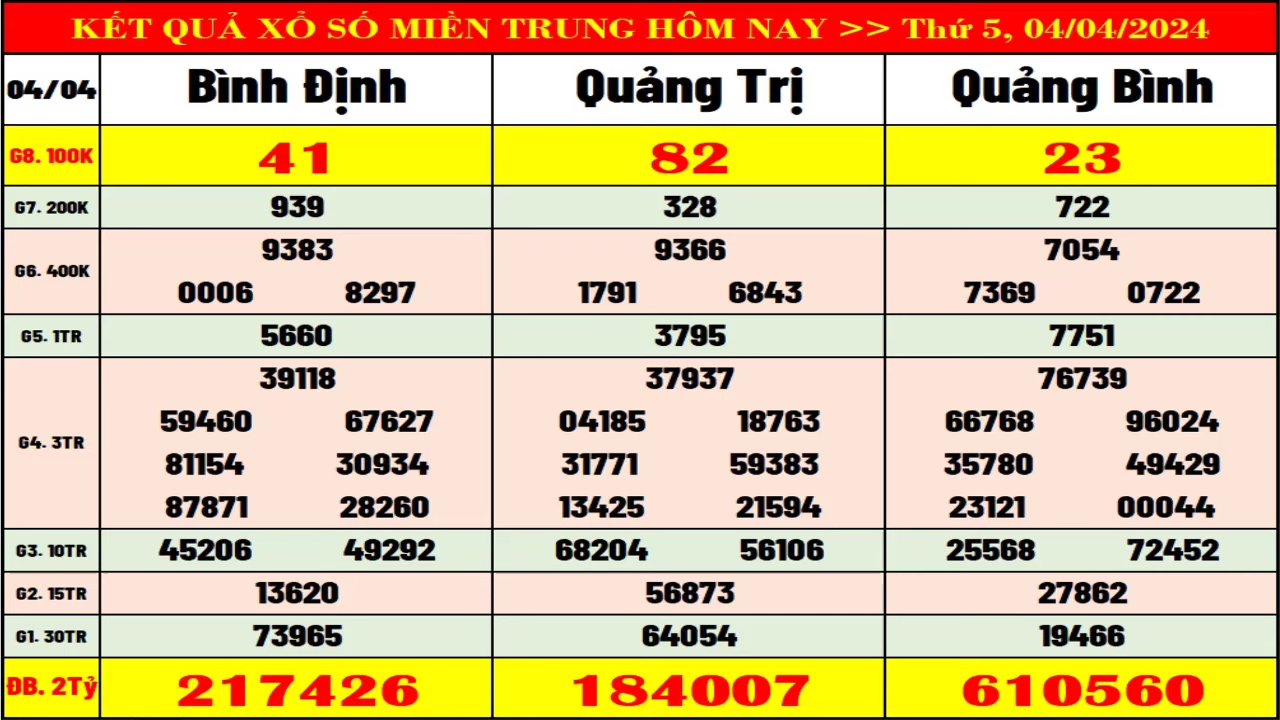 KẾT QUẢ XỔ SỐ MIỀN TRUNG HÔM NAY >> Thứ 5, 04/04/2024
04/04 Bình Định Quảng Trị Quảng Bình
G8. 100K 41 82 23
G7. 200K 939 328 722
9383 9366 7054
G6. 400K
0006 8297 1791 6843 7369 0722
G5. 1TR 5660 3795 7751
39118 37937 76739
59460 67627 04185 18763 66768 96024
G4. 3TR
81154 30934 31771 59383 35780 49429
87871 28260 13425 21594 23121 00044
G3. 10TR 45206 49292 68204 56106 25568 72452
G2. 15TR 13620 56873 27862
G1. 30TR 73965 64054 19466
ĐB. 2Tỷ 217426 184007 610560